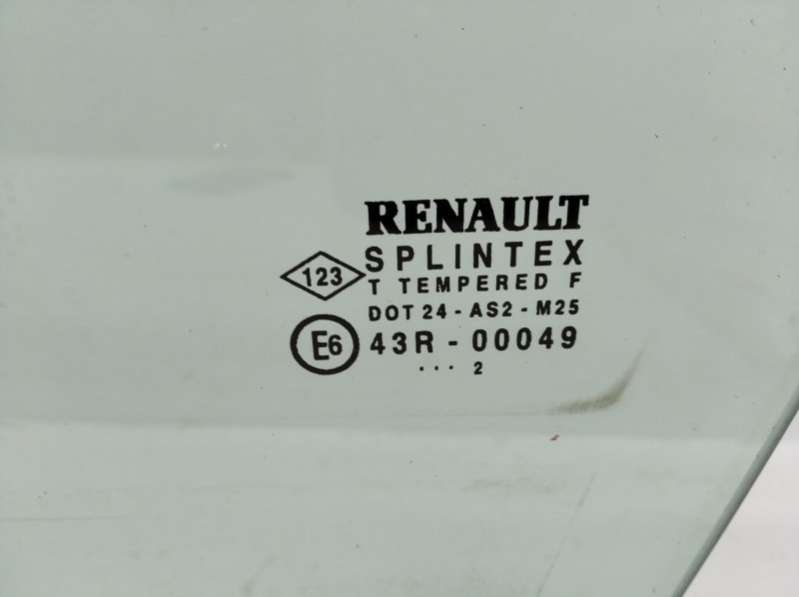 RENAULT
SPLINTEX
123
T TEMPERED F
DOT 24 - AS2 - M25
E6 43R - 00049
... 2